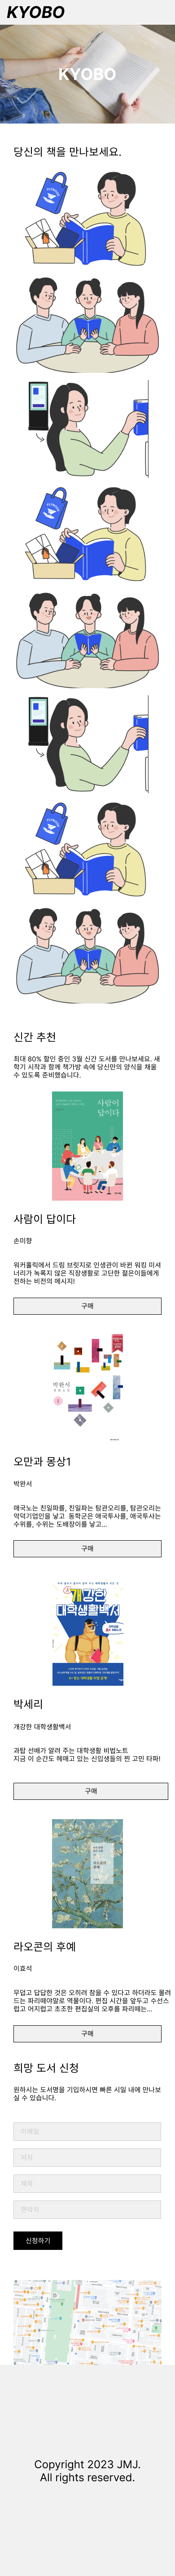 KYOBO
KYOBO
당신의 책을 만나보세요.
신간 추천
최대 80% 할인 중인 3월 신간 도서를 만나보세요. 새
학기 시작과 함께 책가방 속에 당신만의 양식을 채울
수 있도록 준비했습니다.
사람이
답이다
사람이 답이다
손미향
워커홀릭에서 드림 브릿지로 인생관이 바뀐 워킹 미셔
너리가 녹록지 않은 직장생활로 고단한 젊은이들에게
전하는 비전의 메시지!
구매
박완서
오만과 몽상1
박완서
매국노는 친일파를, 친일파는 탐관오리를, 탐관오리는
악덕기업인을 낳고 동학군은 애국투사를, 애국투사는
수위를, 수위는 도배장이를 낳고...
구매
개강한
대학생활백서
박세리
개강한 대학생활백서
과탑 선배가 알려 주는 대학생활 비법노트
지금 이 순간도 헤매고 있는 신입생들의 찐 고민 타파!
구매
라오콘의 후예
이효석
무덥고 답답한 것은 오히려 참을 수 있다고 하더라도 몰려
드는 파리떼야말로 역물이다. 편집 시간을 앞두고 수선스
럽고 어지럽고 초조한 편집실의 오후를 파리떼는...
구매
희망 도서 신청
원하시는 도서명을 기입하시면 빠른 시일 내에 만나보
실 수 있습니다.
이메일
저자
제목
연락처
신청하기
Copyright 2023 JMJ.
All rights reserved.